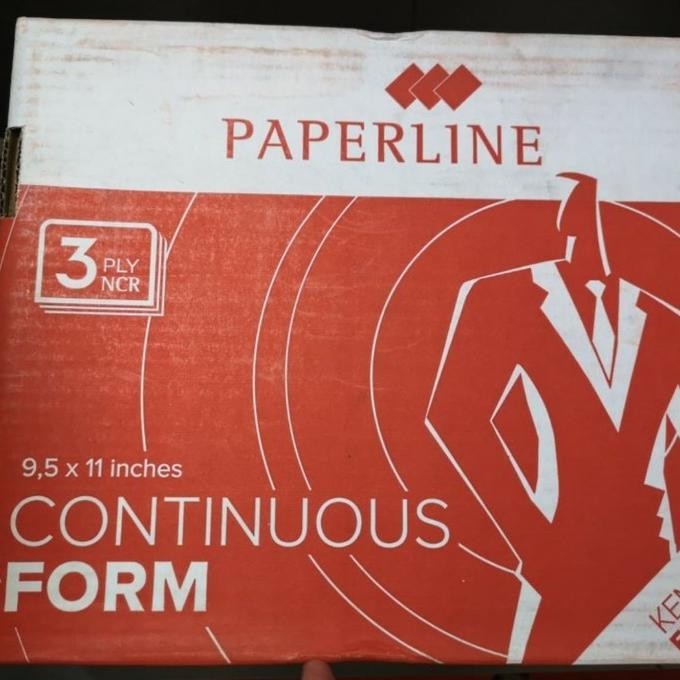 PAPERLINE
3 PLY
NCR
9,5 x 11 inches
CONTINUOUS
FORM